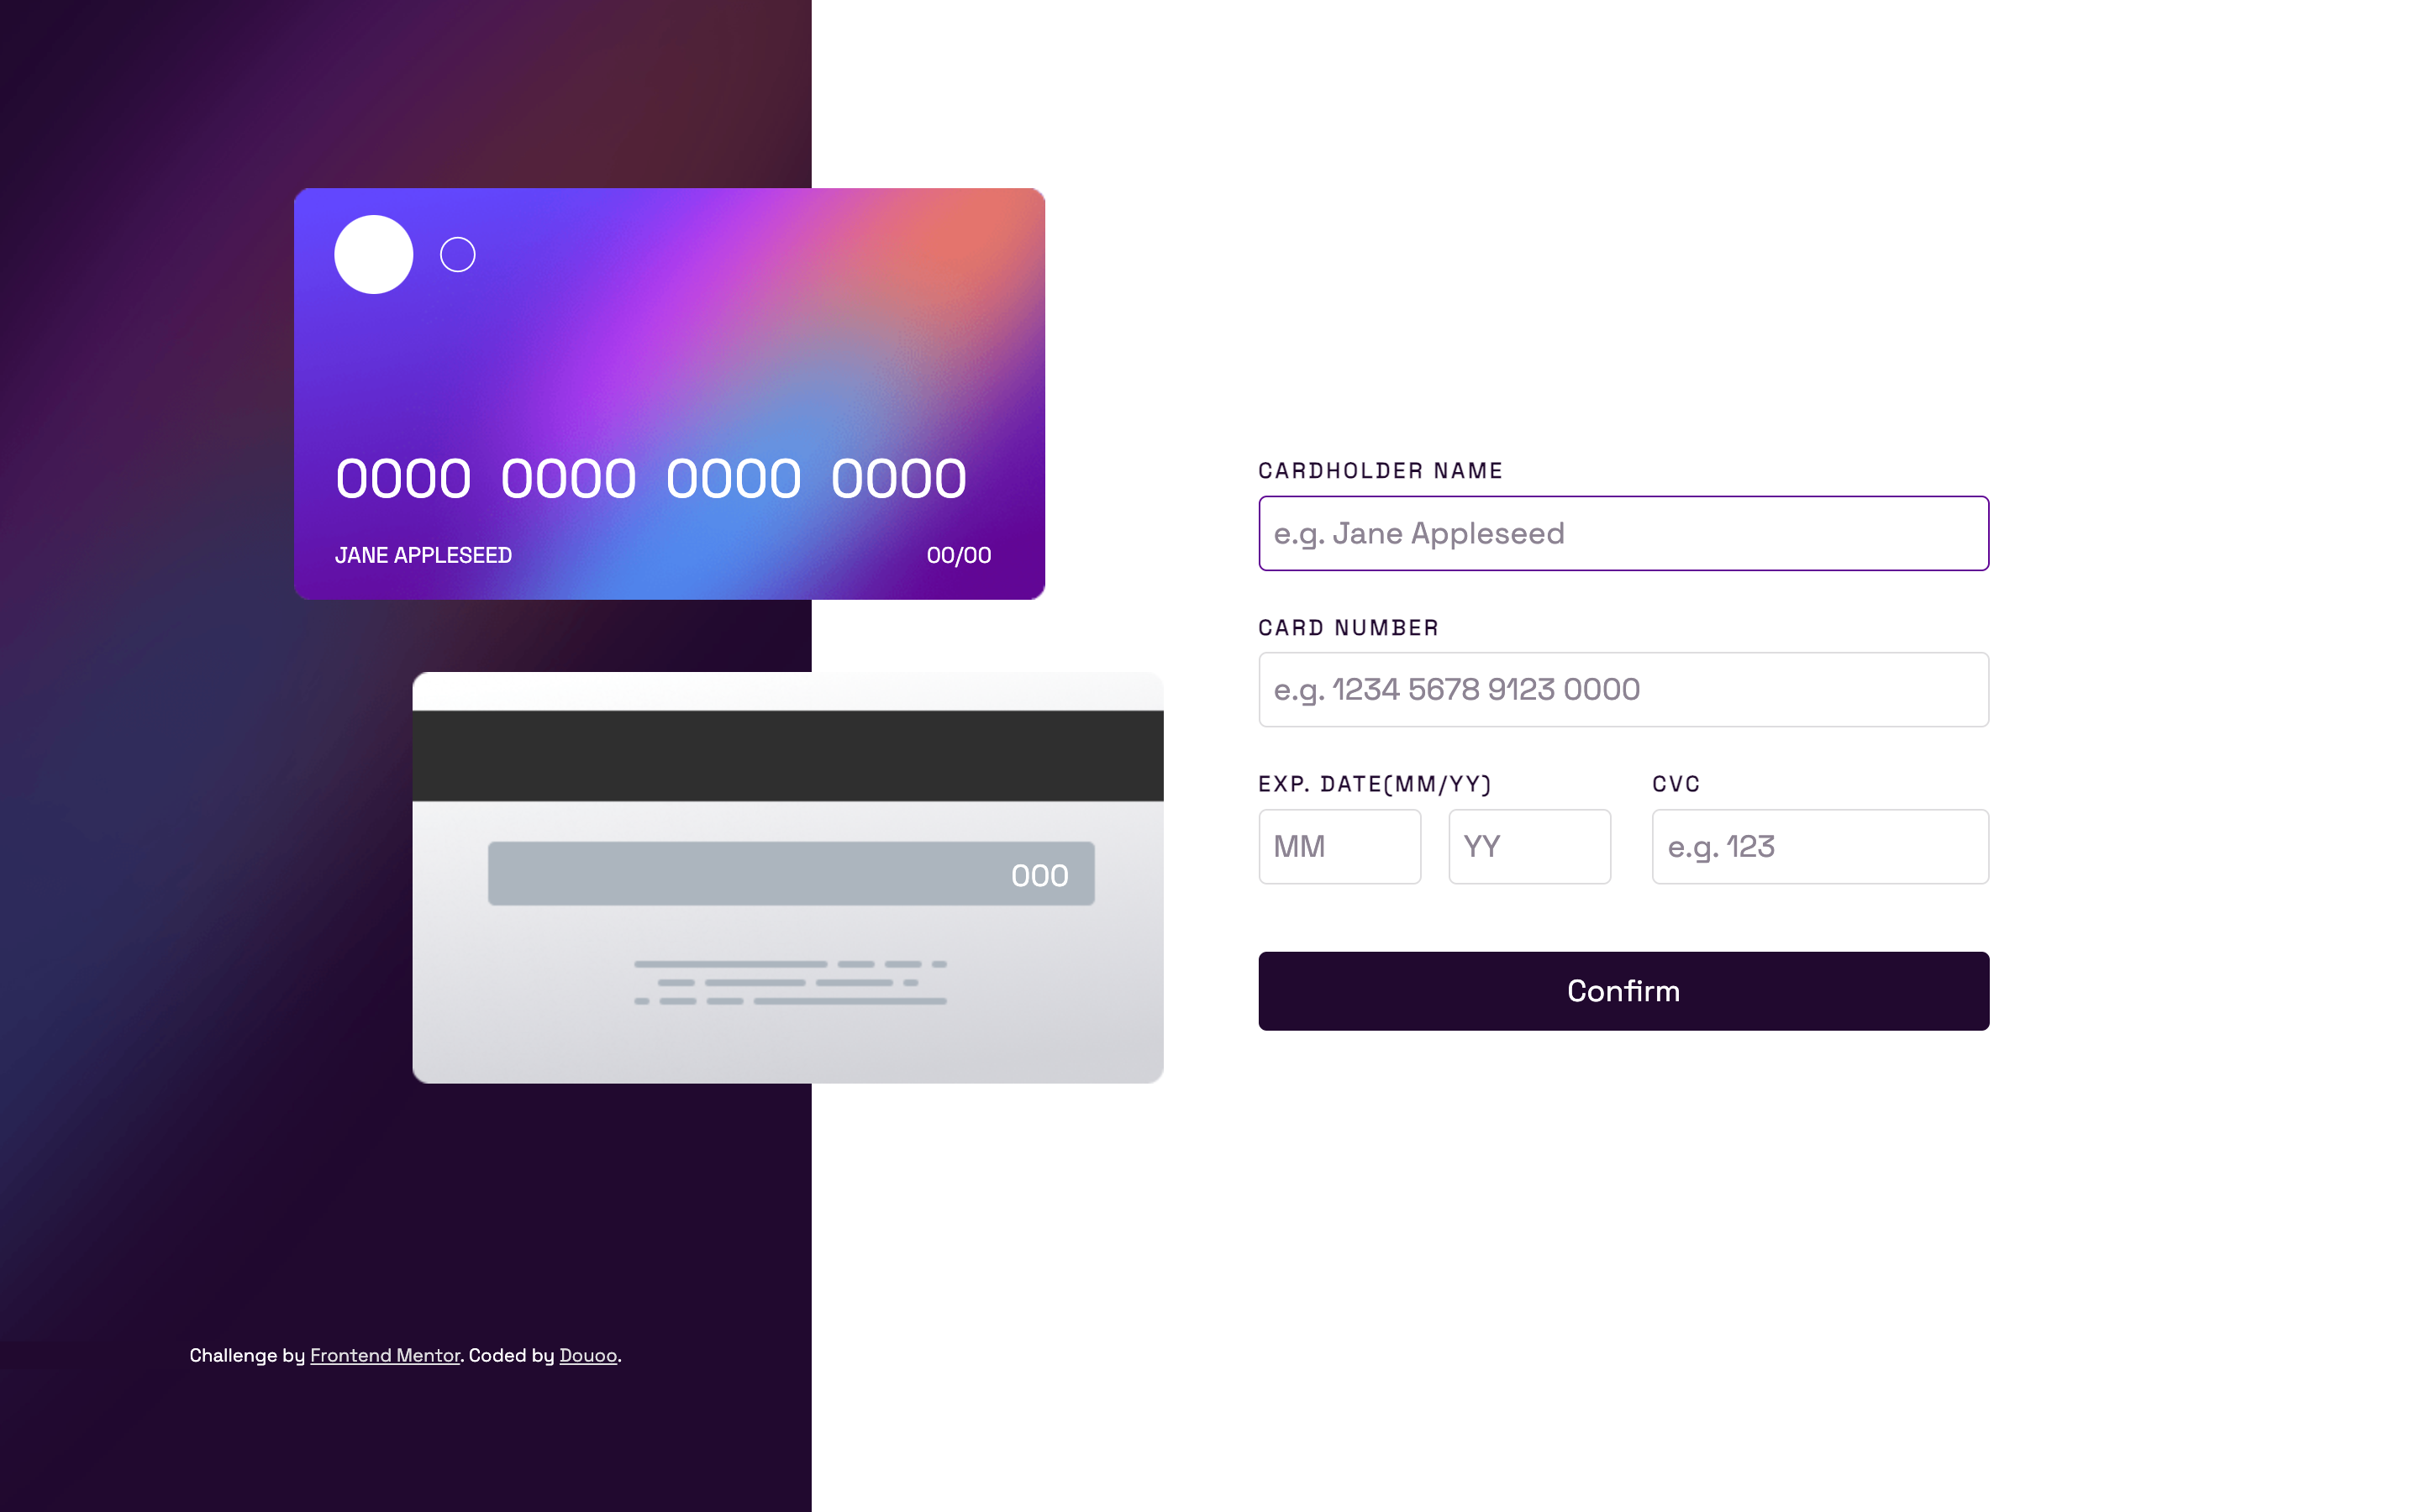 0000 0000 0000 0000
JANE APPLESEED 00/00
000
CARDHOLDER NAME
e.g. Jane Appleseed
CARD NUMBER
e.g. 1234 5678 9123 0000
EXP. DATE(MM/YY) CVC
MM YY e.g. 123
Confirm
Challenge by Frontend Mentor. Coded by Douoo.